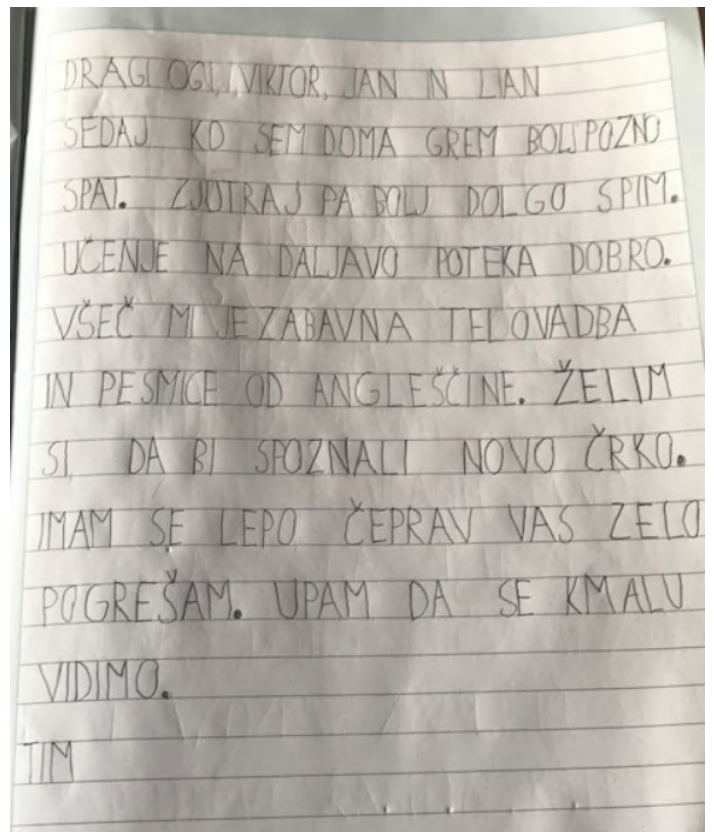 DRAGI OGI, VIKTOR, JAN IN LIAN
SEDAJ KO SEM DOMA GREM BOLJ POZNO
SPAT. ZJUTRAJ PA BOLJ DOLGO SPIM.
UČENJE NA DALJAVO POTEKA DOBRO.
VŠEČ MI JE ZABAVNA TELOVADBA
IN PESMICE OD ANGLEŠČINE. ŽELIM
SI, DA BI SPOZNALI NOVO ČRKO.
IMAM SE LEPO ČEPRAV VAS ZELO
POGREŠAM. UPAM DA SE KMALU
VIDIMO.
TIM